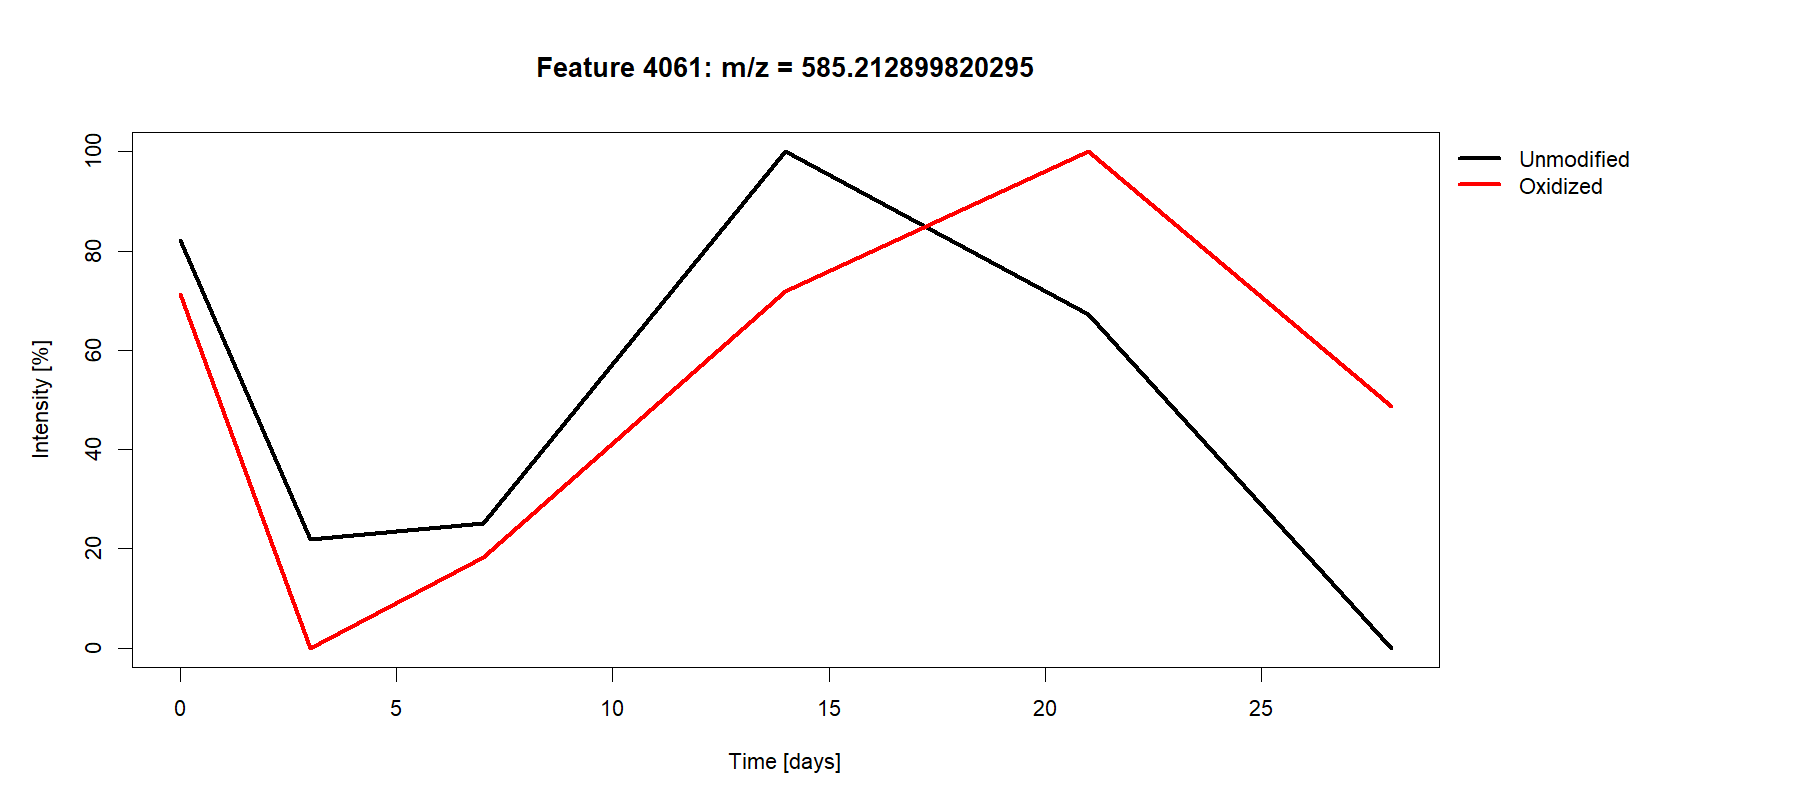 Feature 4061: m/z = 585.212899820295
Unmodified
Oxidized
Intensity [%]
100
80
60
40
20
0
0 5 10 15 20 25
Time [days]